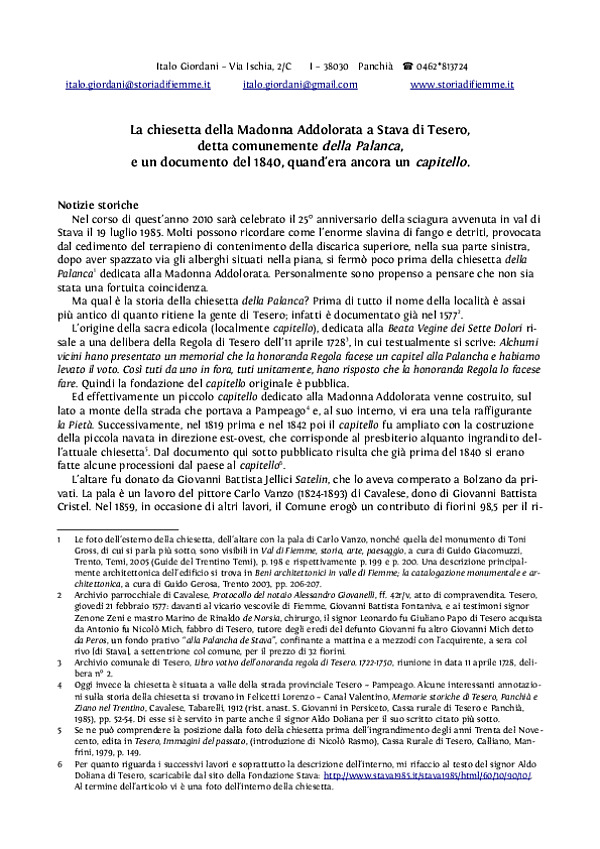 Italo Giordani – Via Ischia, 2/C I – 38030 Panchià ☎ 0462*813724
italo.giordani@storiadifiemme.it italo.giordani@gmail.com www.storiadifiemme.it
La chiesetta della Madonna Addolorata a Stava di Tesero,
detta comunemente della Palanca,
e un documento del 1840, quand'era ancora un capitello.
Notizie storiche
Nel corso di quest'anno 2010 sarà celebrato il 25° anniversario della sciagura avvenuta in val di
Stava il 19 luglio 1985. Molti possono ricordare come l'enorme slavina di fango e detriti, provocata
dal cedimento del terrapieno di contenimento della discarica superiore, nella sua parte sinistra,
dopo aver spazzato via gli alberghi situati nella piana, si fermò poco prima della chiesetta della
Palanca1 dedicata alla Madonna Addolorata. Personalmente sono propenso a pensare che non sia
stata una fortuita coincidenza.
Ma qual è la storia della chiesetta della Palanca? Prima di tutto il nome della località è assai
più antico di quanto ritiene la gente di Tesero; infatti è documentato già nel 15772.
L'origine della sacra edicola (localmente capitello), dedicata alla Beata Vegine dei Sette Dolori ri-
sale a una delibera della Regola di Tesero dell'11 aprile 17283, in cui testualmente si scrive: Alchumi
vicini hano presentato un memorial che la honoranda Regola facese un capitel alla Palancha e habiamo
levato il voto. Così tuti da uno in fora, tuti unitamente, hano risposto che la honoranda Regola lo facese
fare. Quindi la fondazione del capitello originale è pubblica.
Ed effettivamente un piccolo capitello dedicato alla Madonna Addolorata venne costruito, sul
lato a monte della strada che portava a Pampeago4 e, al suo interno, vi era una tela raffigurante
la Pietà. Successivamente, nel 1819 prima e nel 1842 poi il capitello fu ampliato con la costruzione
della piccola navata in direzione est-ovest, che corrisponde al presbiterio alquanto ingrandito del-
l'attuale chiesetta5. Dal documento qui sotto pubblicato risulta che già prima del 1840 si erano
fatte alcune processioni dal paese al capitello6.
L'altare fu donato da Giovanni Battista Jellici Satelin, che lo aveva comperato a Bolzano da pri-
vati. La pala è un lavoro del pittore Carlo Vanzo (1824-1893) di Cavalese, dono di Giovanni Battista
Cristel. Nel 1859, in occasione di altri lavori, il Comune erogò un contributo di fiorini 98,5 per il ri-
1 Le foto dell'esterno della chiesetta, dell'altare con la pala di Carlo Vanzo, nonché quella del monumento di Toni
Gross, di cui si parla più sotto, sono visibili in Val di Fiemme, storia, arte, paesaggio, a cura di Guido Giacomuzzi,
Trento, Temi, 2005 (Guide del Trentino Temi), p. 198 e rispettivamente p. 199 e p. 200. Una descrizione principal-
mente architettonica dell'edificio si trova in Beni architettonici in valle di Fiemme; la catalogazione monumentale e ar-
chitettonica, a cura di Guido Gerosa, Trento 2003, pp. 206-207.
2 Archivio parrocchiale di Cavalese, Protocollo del notaio Alessandro Giovanelli, ff. 42r/v, atto di compravendita. Tesero,
giovedì 21 febbraio 1577: davanti al vicario vescovile di Fiemme, Giovanni Battista Fontaniva, e ai testimoni signor
Zenone Zeni e mastro Marino de Rinaldo de Norsia, chirurgo, il signor Leonardo fu Giuliano Papo di Tesero acquista
da Antonio fu Nicolò Mich, fabbro di Tesero, tutore degli eredi del defunto Giovanni fu altro Giovanni Mich detto
da Peros, un fondo prativo "alla Palancha de Stava", confinante a mattina e a mezzodì con l'acquirente, a sera col
rivo [di Stava], a settentrione col comune, per il prezzo di 32 fiorini.
3 Archivio comunale di Tesero, Libro vottivo dell'onoranda regola di Tesero, 1722-1750, riunione in data 11 aprile 1728, deli-
bera n° 2.
4 Oggi invece la chiesetta è situata a valle della strada provinciale Tesero – Pampeago. Alcune interessanti annotazio-
ni sulla storia della chiesetta si trovano in Felicetti Lorenzo – Canal Valentino, Memorie storiche di Tesero, Panchià e
Ziano nel Trentino, Cavalese, Tabarelli, 1912 (rist. anast. S. Giovanni in Persiceto, Cassa rurale di Tesero e Panchià,
1985), pp. 52-54. Di esse si è servito in parte anche il signor Aldo Doliana per il suo scritto citato più sotto.
5 Se ne può comprendere la posizione dalla foto della chiesetta prima dell'ingrandimento degli anni Trenta del Nove-
cento, edita in Tesero, Immagini del passato, (introduzione di Nicolò Rasmo), Cassa Rurale di Tesero, Calliano, Man-
frini, 1979, p. 149.
6 Per quanto riguarda i successivi lavori e soprattutto la descrizione dell'interno, mi rifaccio al testo del signor Aldo
Doliana di Tesero, scaricabile dal sito della Fondazione Stava: http://www.stava1985.it/stava1985/html/60/30/90/10/.
Al termine dell'articolo vi è una foto dell'interno della chiesetta.